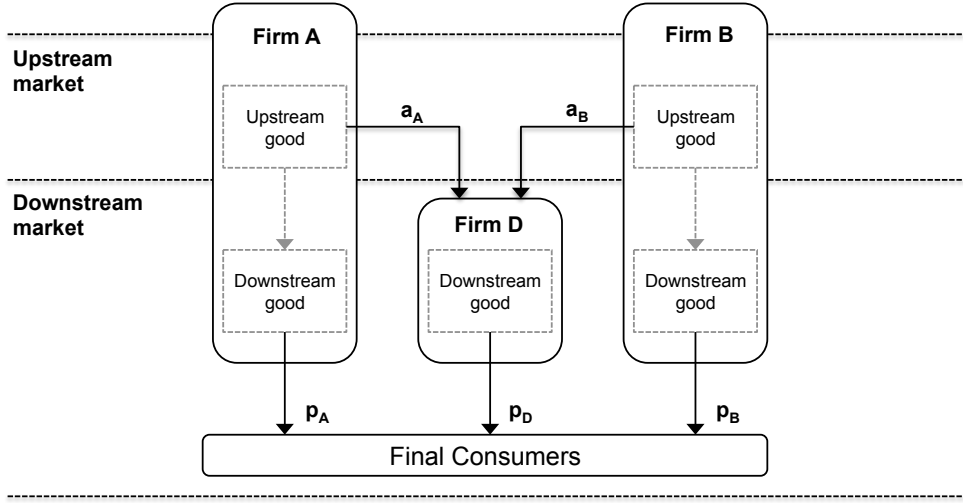 Firm A
Firm B
Upstream
market
Upstream
good
a_A
a_B
Upstream
good
Downstream
market
Firm D
Downstream
good
Downstream
good
Downstream
good
p_A
p_D
p_B
Final Consumers